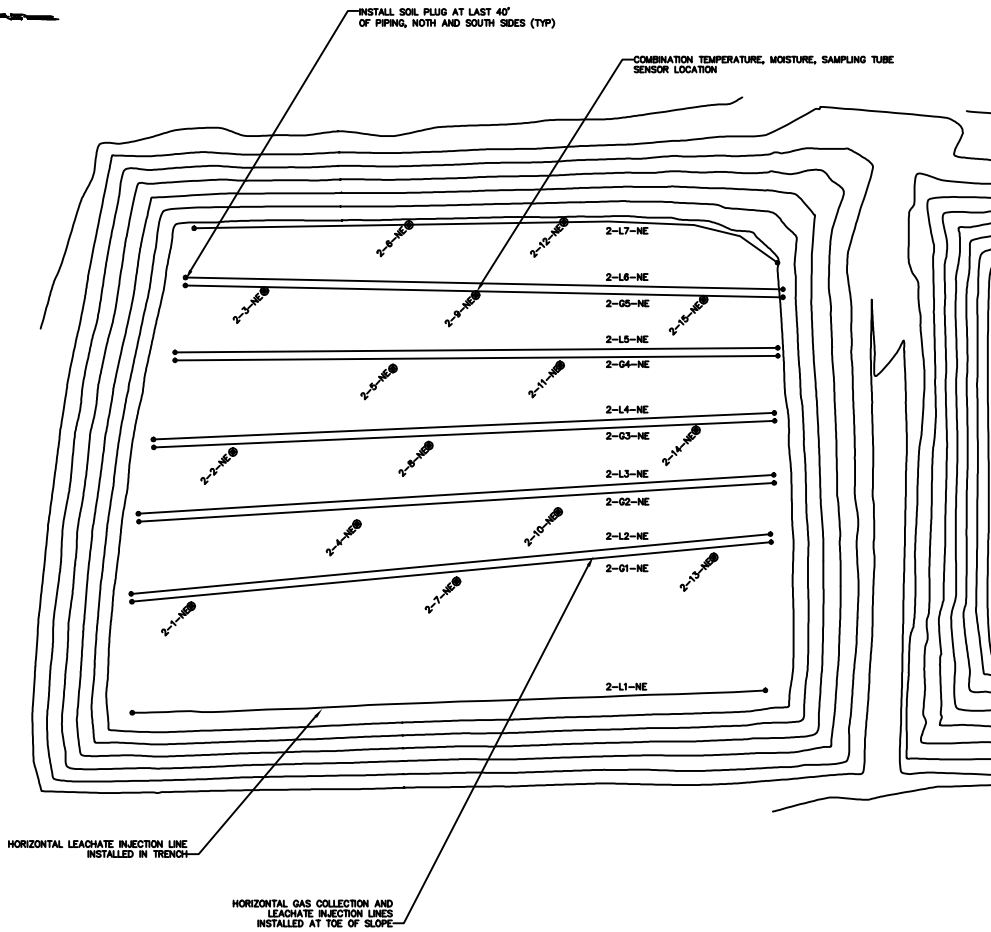 INSTALL SOIL PLUG AT LAST 40'
OF PIPING, NOTH AND SOUTH SIDES (TYP)
COMBINATION TEMPERATURE, MOISTURE, SAMPLING TUBE
SENSOR LOCATION
2-6-NE
2-12-NE
2-L7-NE
2-L6-NE
2-3-NE
2-9-NE
2-G5-NE
2-15-NE
2-L5-NE
2-G4-NE
2-5-NE
2-11-NE
2-L4-NE
2-G3-NE
2-2-NE
2-8-NE
2-14-NE
2-L3-NE
2-G2-NE
2-4-NE
2-10-NE
2-L2-NE
2-G1-NE
2-1-NE
2-7-NE
2-13-NE
2-L1-NE
HORIZONTAL LEACHATE INJECTION LINE
INSTALLED IN TRENCH
HORIZONTAL GAS COLLECTION AND
LEACHATE INJECTION LINES
INSTALLED AT TOE OF SLOPE